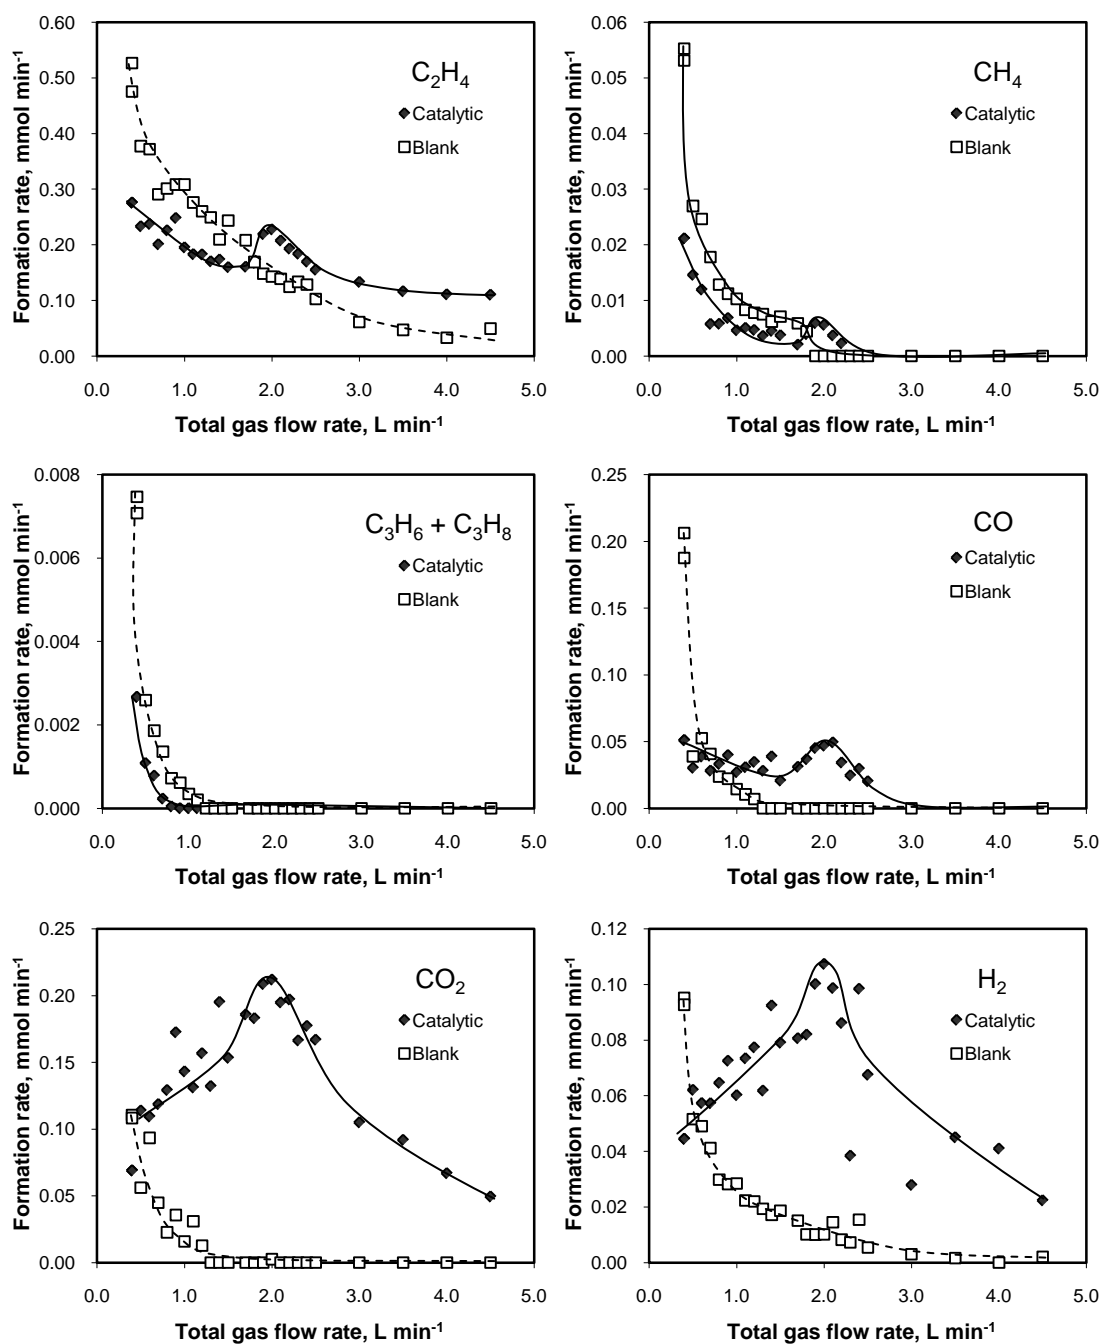 Formation rate, mmol min⁻¹
0.60
0.50
0.40
0.30
0.20
0.10
0.00
C₂H₄
Catalytic
Blank
0.0 1.0 2.0 3.0 4.0 5.0
Total gas flow rate, L min⁻¹
Formation rate, mmol min⁻¹
0.06
0.05
0.04
0.03
0.02
0.01
0.00
CH₄
Catalytic
Blank
0.0 1.0 2.0 3.0 4.0 5.0
Total gas flow rate, L min⁻¹
Formation rate, mmol min⁻¹
0.008
0.006
0.004
0.002
0.000
C₃H₆ + C₃H₈
Catalytic
Blank
0.0 1.0 2.0 3.0 4.0 5.0
Total gas flow rate, L min⁻¹
Formation rate, mmol min⁻¹
0.25
0.20
0.15
0.10
0.05
0.00
CO
Catalytic
Blank
0.0 1.0 2.0 3.0 4.0 5.0
Total gas flow rate, L min⁻¹
Formation rate, mmol min⁻¹
0.25
0.20
0.15
0.10
0.05
0.00
CO₂
Catalytic
Blank
0.0 1.0 2.0 3.0 4.0 5.0
Total gas flow rate, L min⁻¹
Formation rate, mmol min⁻¹
0.12
0.10
0.08
0.06
0.04
0.02
0.00
H₂
Catalytic
Blank
0.0 1.0 2.0 3.0 4.0 5.0
Total gas flow rate, L min⁻¹